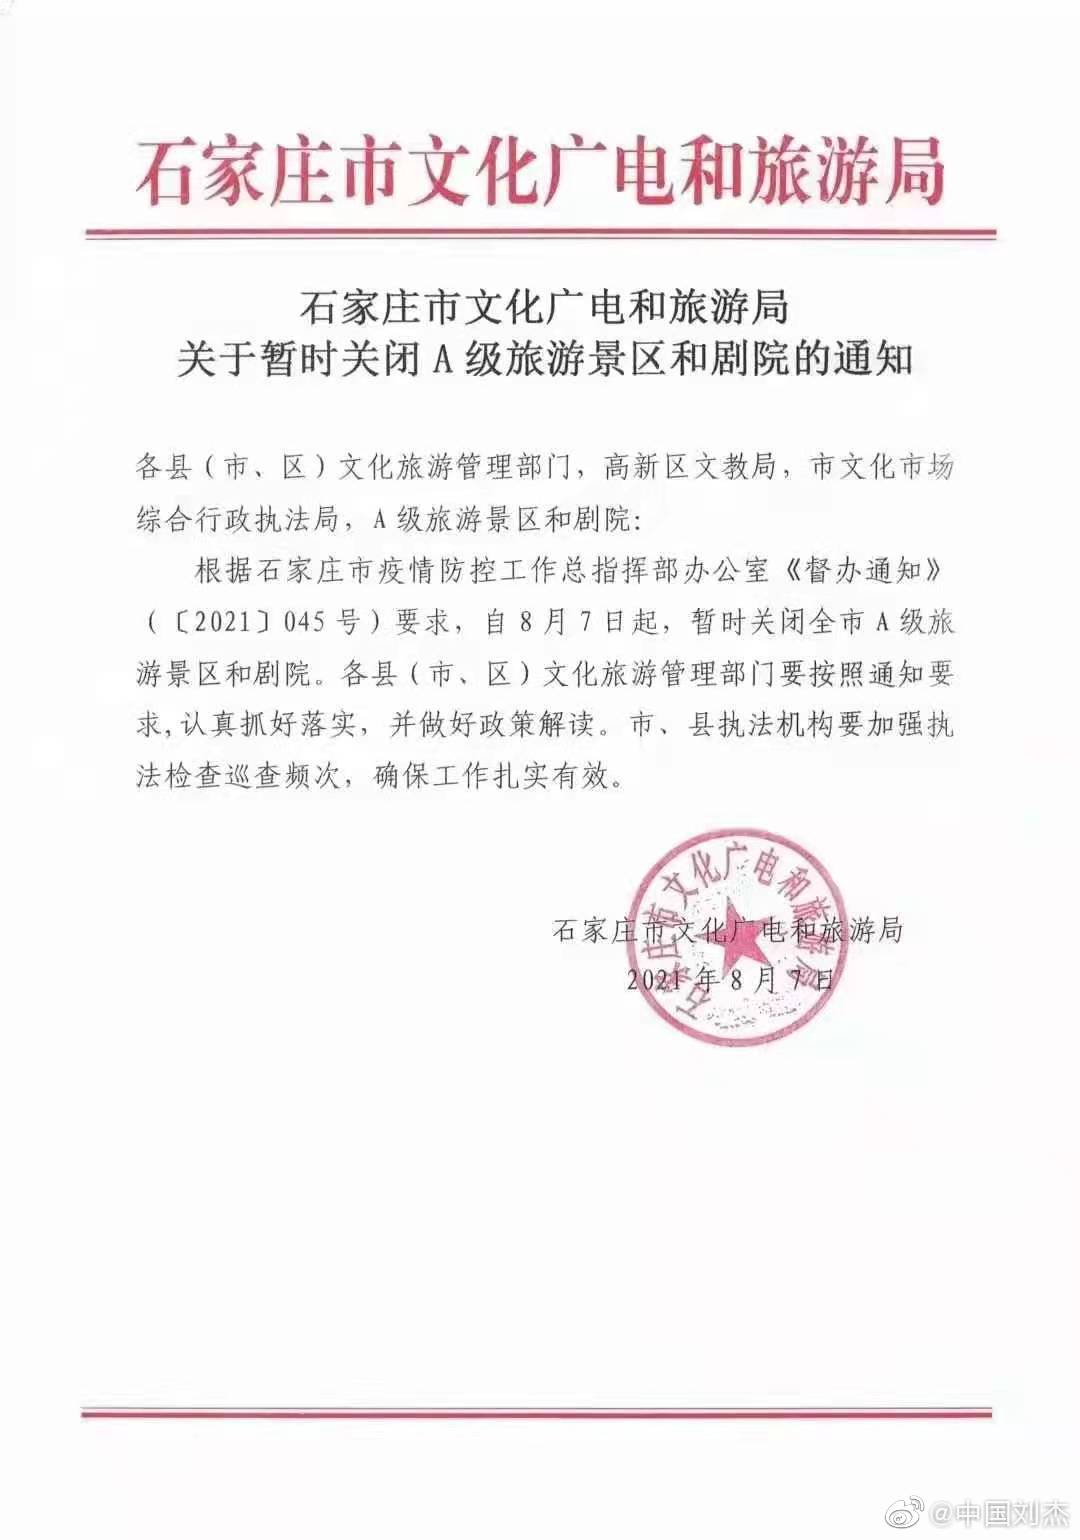 石家庄市文化广电和旅游局
石家庄市文化广电和旅游局
关于暂时关闭 A 级旅游景区和剧院的通知
各县（市、区）文化旅游管理部门，高新区文教局，市文化市场
综合行政执法局，A 级旅游景区和剧院：
根据石家庄市疫情防控工作总指挥部办公室《督办通知》
（〔2021〕045 号）要求，自 8 月 7 日起，暂时关闭全市 A 级旅
游景区和剧院。各县（市、区）文化旅游管理部门要按照通知要
求,认真抓好落实，并做好政策解读。市、县执法机构要加强执
法检查巡查频次，确保工作扎实有效。
石家庄市文化广电和旅游局
石家庄市文化广电和旅游局
2021 年 8 月 7 日
@中国刘杰